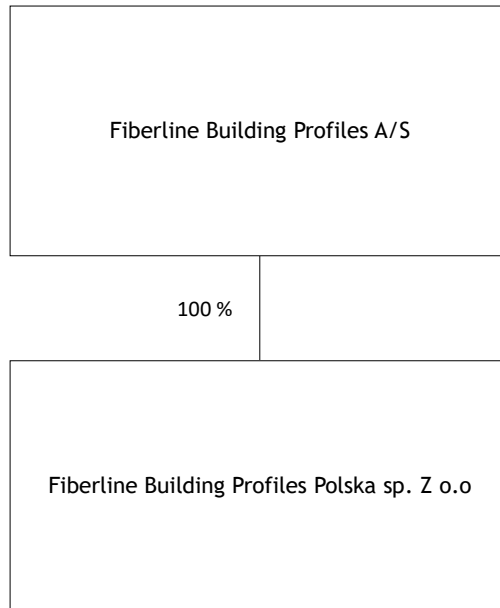 Fiberline Building Profiles A/S
100 %
Fiberline Building Profiles Polska sp. Z o.o